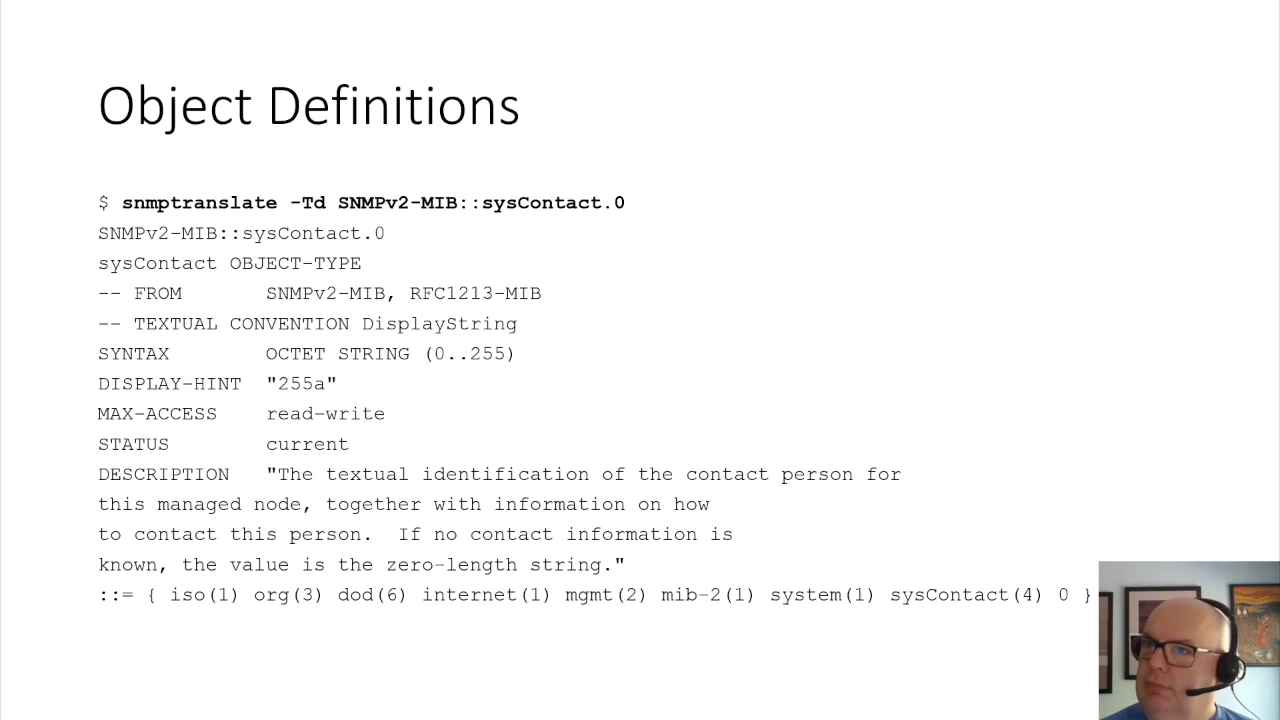 Object Definitions
$ snmptranslate -Td SNMPv2-MIB::sysContact.0
SNMPv2-MIB::sysContact.0
sysContact OBJECT-TYPE
-- FROM       SNMPv2-MIB, RFC1213-MIB
-- TEXTUAL CONVENTION DisplayString
SYNTAX        OCTET STRING (0..255)
DISPLAY-HINT  "255a"
MAX-ACCESS    read-write
STATUS        current
DESCRIPTION   "The textual identification of the contact person for
this managed node, together with information on how
to contact this person.  If no contact information is
known, the value is the zero-length string."
::= { iso(1) org(3) dod(6) internet(1) mgmt(2) mib-2(1) system(1) sysContact(4) 0 }